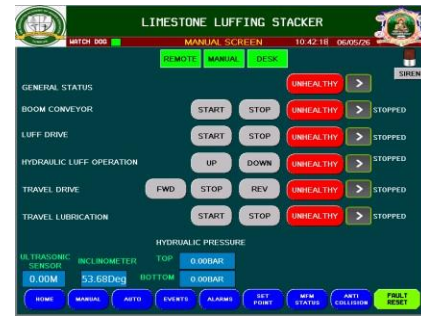 LIMESTONE LUFFING STACKER
WATCH DOG MANUAL SCREEN 10:42:18 06/05/26
REMOTE MANUAL DESK
SIREN
GENERAL STATUS UNHEALTHY >
BOOM CONVEYOR START STOP UNHEALTHY > STOPPED
LUFF DRIVE START STOP UNHEALTHY > STOPPED
HYDRAULIC LUFF OPERATION UP DOWN UNHEALTHY > STOPPED
TRAVEL DRIVE FWD STOP REV UNHEALTHY > STOPPED
TRAVEL LUBRICATION START STOP UNHEALTHY > STOPPED
HYDRUALIC PRESSURE
ULTRASONIC SENSOR INCLINOMETER TOP 0.00BAR
0.00M 53.68Deg BOTTOM 0.00BAR
HOME MANUAL AUTO EVENTS ALARMS SET POINT MFM STATUS ANTI COLLISION FAULT RESET